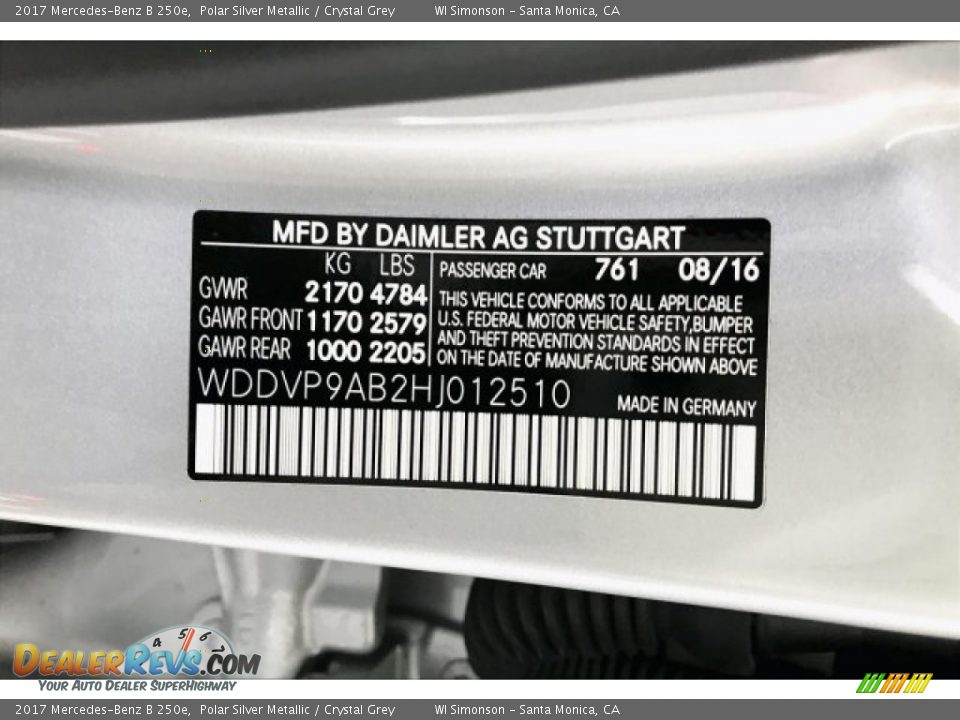 2017 Mercedes-Benz B 250e, Polar Silver Metallic / Crystal Grey WI Simonson - Santa Monica, CA
MFD BY DAIMLER AG STUTTGART
KG LBS
GVWR 2170 4784
GAWR FRONT 1170 2579
GAWR REAR 1000 2205
PASSENGER CAR 761 08/16
THIS VEHICLE CONFORMS TO ALL APPLICABLE
U.S. FEDERAL MOTOR VEHICLE SAFETY,BUMPER
AND THEFT PREVENTION STANDARDS IN EFFECT
ON THE DATE OF MANUFACTURE SHOWN ABOVE
WDDVP9AB2HJ012510
MADE IN GERMANY
4 5 6
DEALERREVS.COM
YOUR AUTO DEALER SUPERHIGHWAY
2017 Mercedes-Benz B 250e, Polar Silver Metallic / Crystal Grey WI Simonson - Santa Monica, CA